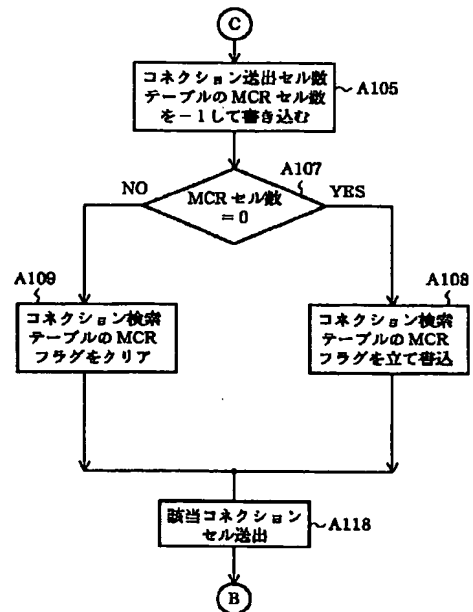 C
コネクション送出セル数
テーブルのMCRセル数
を-1して書き込む
A105
A107
NO
MCRセル数
=0
YES
A109
コネクション検索
テーブルのMCR
フラグをクリア
A108
コネクション検索
テーブルのMCR
フラグを立て書込
該当コネクション
セル送出
A118
B